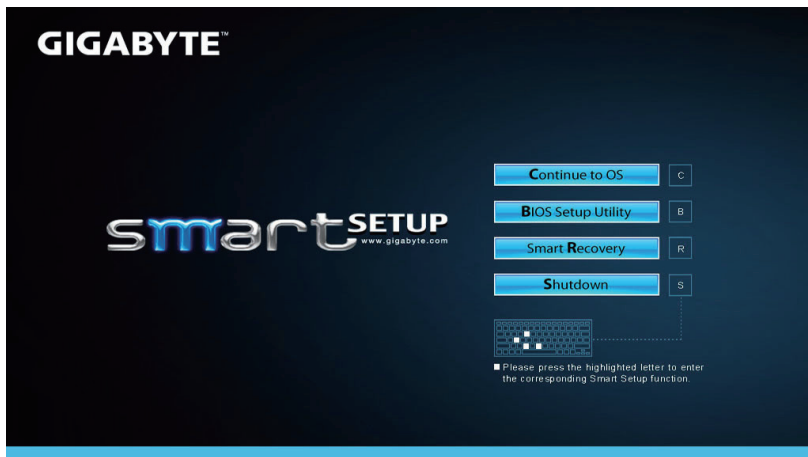 GIGABYTE™
smart SETUP
www.gigabyte.com
Continue to OS C
BIOS Setup Utility B
Smart Recovery R
Shutdown S
Please press the highlighted letter to enter
the corresponding Smart Setup function.